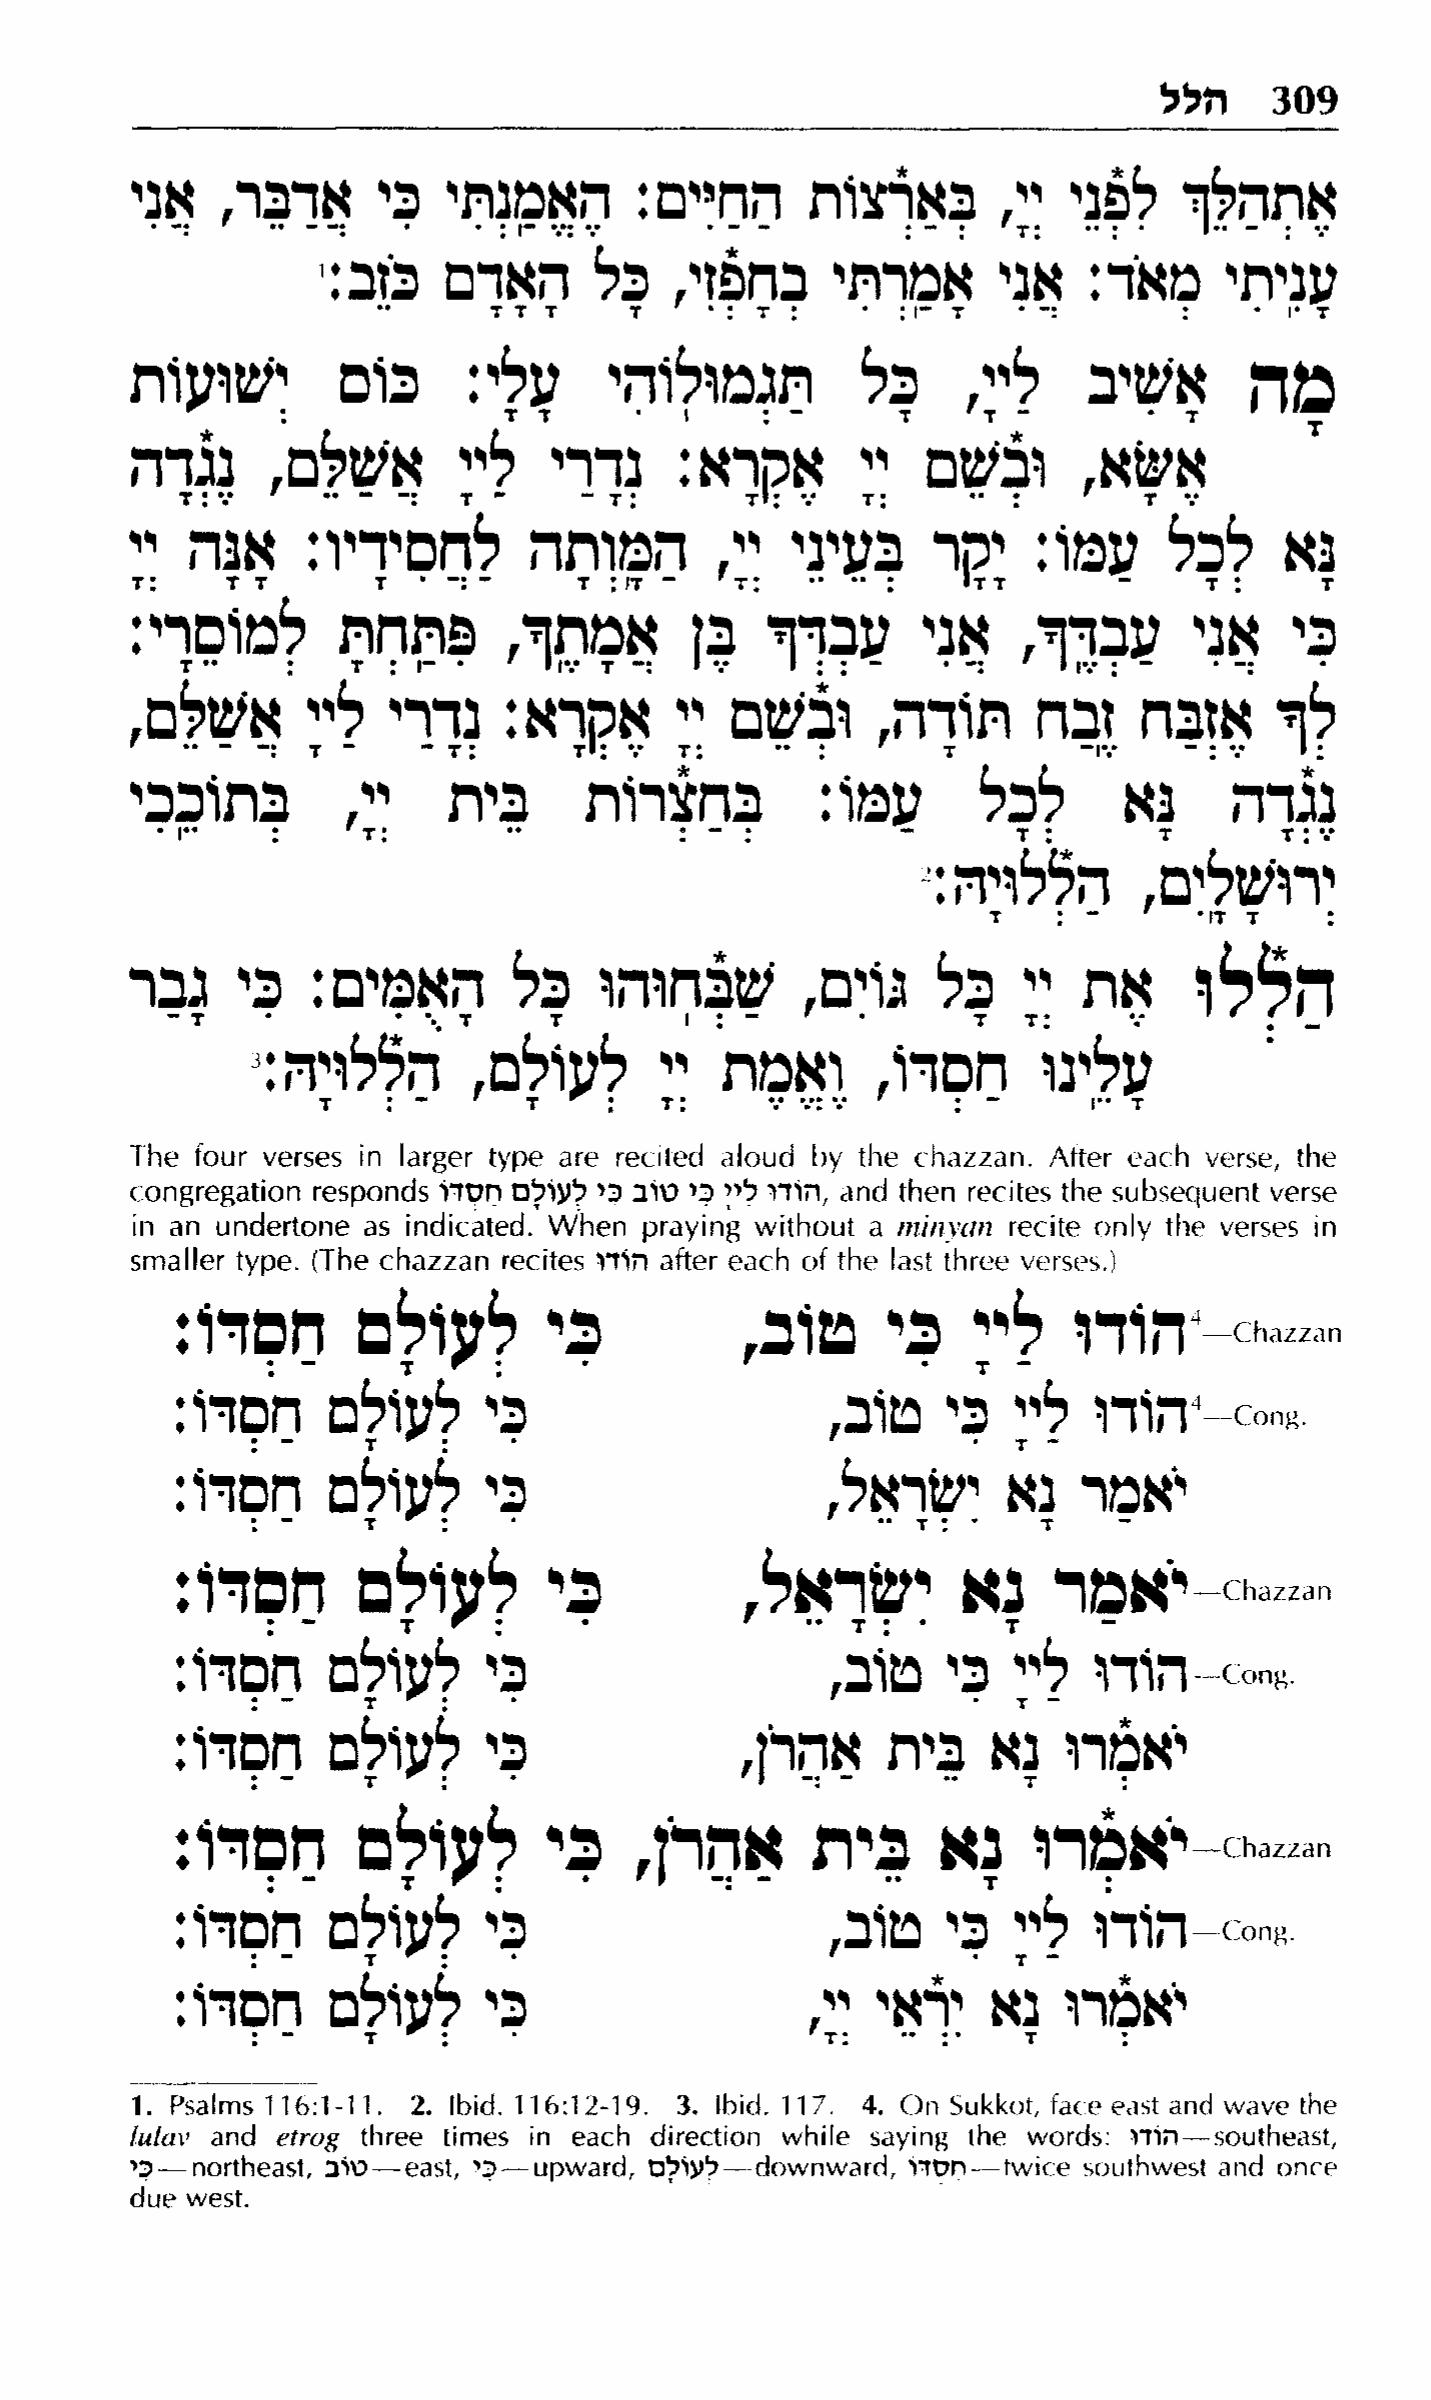 309 הלל
אֶתְהַלֵּךְ לִפְ*נֵי יְיָ, בְּאַרְ*צוֹת הַחַיִּים: הֶאֱמַנְתִּי כִּי אֲדַבֵּר, אֲנִי
עָנִיתִי מְאֹד: אֲנִי אָמַרְתִּי בְחָפְ*זִי, כָּל הָאָדָם כֹּזֵב:1
מָה אָשִׁיב לַייָ, כָּל תַּגְמוּלוֹהִי עָלָי: כּוֹס יְשׁוּעוֹת
אֶשָּׂא, וּבְ*שֵׁם יְיָ אֶקְרָא: נְדָרַי לַייָ אֲשַׁלֵּם, נֶגְ*דָה
נָּא לְכָל עַמּוֹ: יָקָר בְּעֵינֵי יְיָ, הַמָּוְתָה לַחֲסִידָיו: אָנָּה יְיָ
כִּי אֲנִי עַבְדֶּךָ, אֲנִי עַבְדְּךָ בֶּן אֲמָתֶךָ, פִּתַּחְתָּ לְמוֹסֵרָי:
לְךָ אֶזְבַּח זֶבַח תּוֹדָה, וּבְ*שֵׁם יְיָ אֶקְרָא: נְדָרַי לַייָ אֲשַׁלֵּם,
נֶגְ*דָה נָּא לְכָל עַמּוֹ: בְּחַצְ*רוֹת בֵּית יְיָ, בְּתוֹכֵכִי
יְרוּשָׁלָיִם, הַלְ*לוּיָהּ:2
הַלְ*לוּ אֶת יְיָ כָּל גּוֹיִם, שַׁבְּ*חוּהוּ כָּל הָאֻמִּים: כִּי גָבַר
עָלֵינוּ חַסְדּוֹ, וֶאֱמֶת יְיָ לְעוֹלָם, הַלְ*לוּיָהּ:3
The four verses in larger type are recited aloud by the chazzan. After each verse, the
congregation responds הודו לַייָ כִּי טוֹב כִּי לְעוֹלָם חַסְדּוֹ, and then recites the subsequent verse
in an undertone as indicated. When praying without a minyan recite only the verses in
smaller type. (The chazzan recites הודו after each of the last three verses.)
Chazzan—4הוֹדוּ לַייָ כִּי טוֹב, כִּי לְעוֹלָם חַסְדּוֹ:
Cong.—4הוֹדוּ לַייָ כִּי טוֹב, כִּי לְעוֹלָם חַסְדּוֹ:
יֹאמַר נָא יִשְׂרָאֵל, כִּי לְעוֹלָם חַסְדּוֹ:
Chazzan—יֹאמַר נָא יִשְׂרָאֵל, כִּי לְעוֹלָם חַסְדּוֹ:
Cong.—הוֹדוּ לַייָ כִּי טוֹב, כִּי לְעוֹלָם חַסְדּוֹ:
יֹאמְ*רוּ נָא בֵּית אַהֲרֹן, כִּי לְעוֹלָם חַסְדּוֹ:
Chazzan—יֹאמְ*רוּ נָא בֵּית אַהֲרֹן, כִּי לְעוֹלָם חַסְדּוֹ:
Cong.—הוֹדוּ לַייָ כִּי טוֹב, כִּי לְעוֹלָם חַסְדּוֹ:
יֹאמְ*רוּ נָא יִרְ*אֵי יְיָ, כִּי לְעוֹלָם חַסְדּוֹ:
1. Psalms 116:1-11. 2. Ibid. 116:12-19. 3. Ibid. 117. 4. On Sukkot, face east and wave the
lulav and etrog three times in each direction while saying the words: הודו—southeast,
כִּי—northeast, טוֹב—east, כִּי—upward, לְעוֹלָם—downward, חַסְדּוֹ—twice southwest and once
due west.